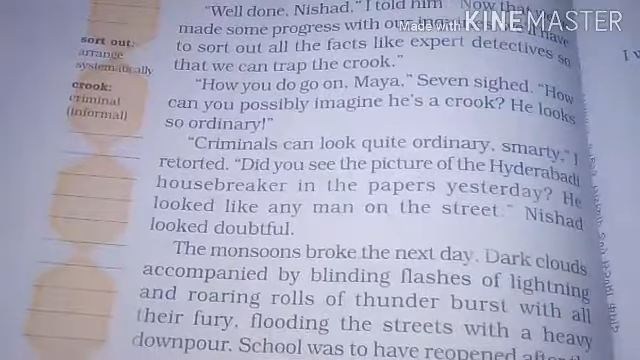 "Well done, Nishad," I told him. "Now that
made some progress with our
have
to sort out all the facts like expert detectives so
that we can trap the crook."
"How you do go on, Maya," Seven sighed. "How
can you possibly imagine he's a crook? He looks
so ordinary!"
"Criminals can look quite ordinary, smarty," I
retorted. "Did you see the picture of the Hyderabadi
housebreaker in the papers yesterday? He
looked like any man on the street." Nishad
looked doubtful.
The monsoons broke the next day. Dark clouds
accompanied by blinding flashes of lightning
and roaring rolls of thunder burst with all
their fury, flooding the streets with a heavy
downpour. School was to have reopened after
sort out:
arrange
systematically
crook:
criminal
(informal)
Made with KINEMASTER